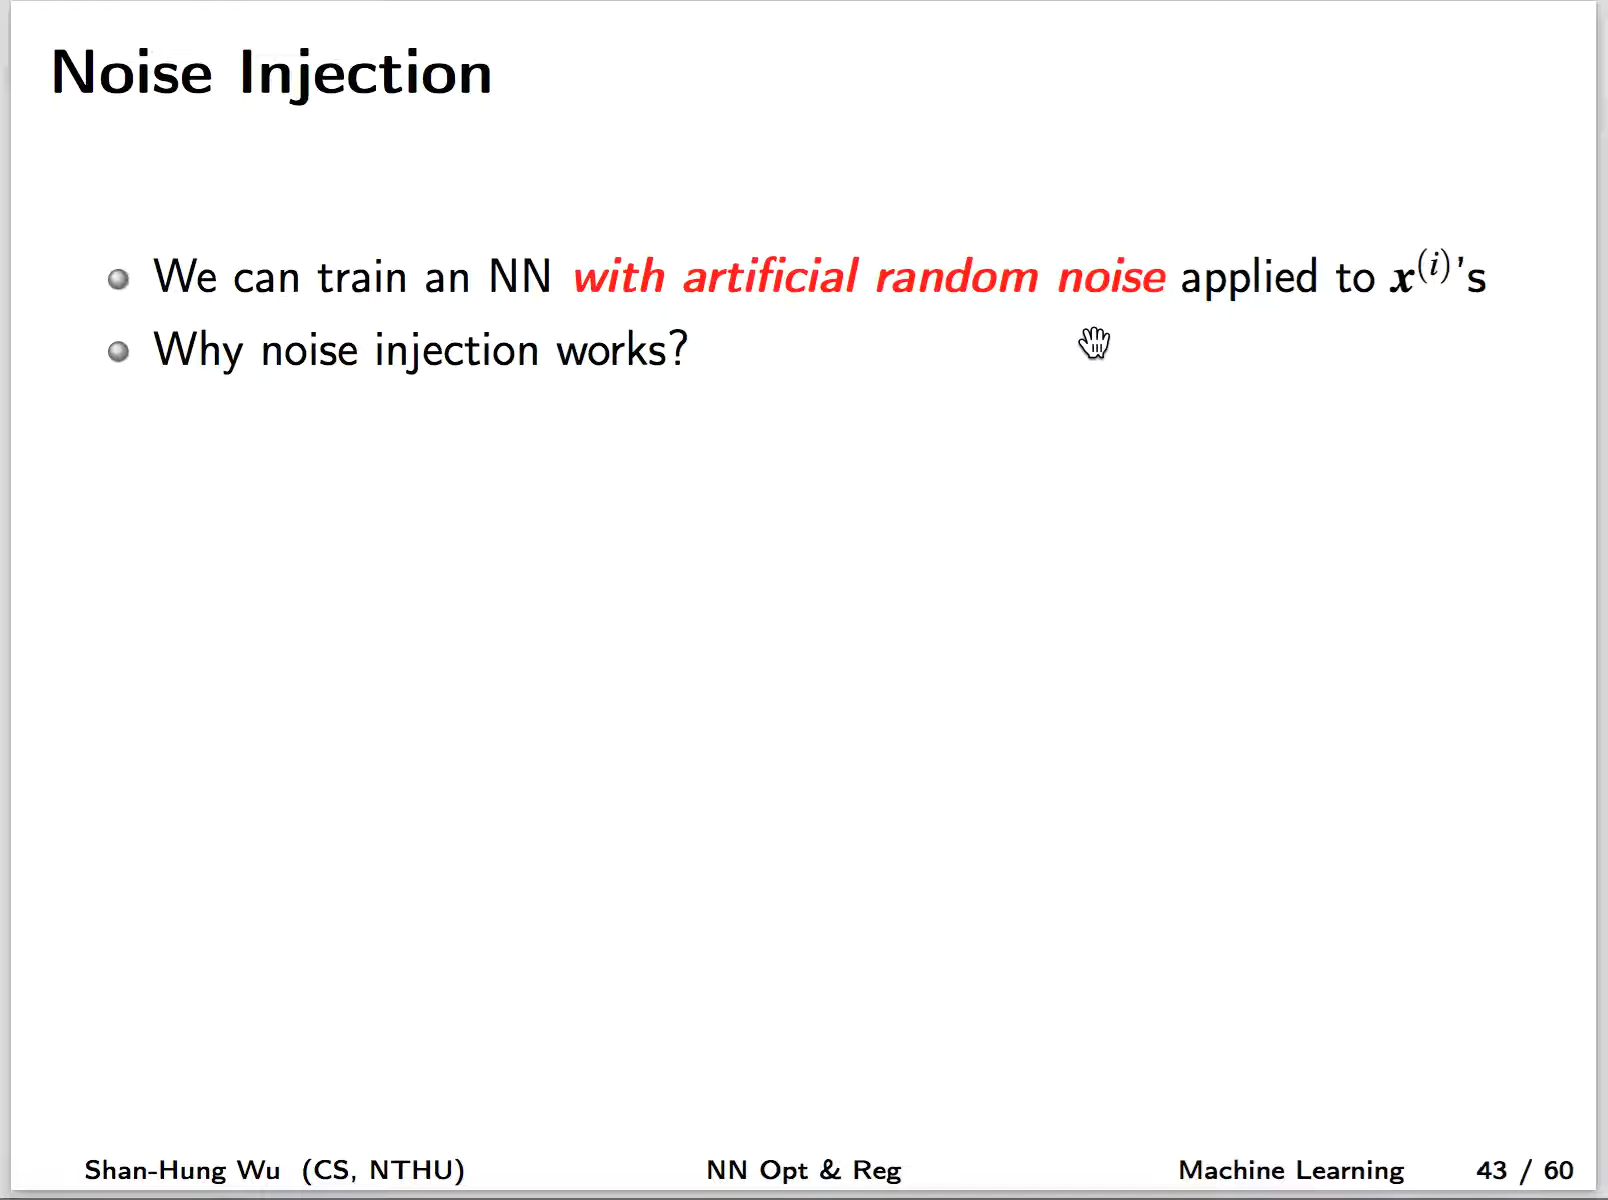 Noise Injection
We can train an NN with artificial random noise applied to x^(i)'s
Why noise injection works?
Shan-Hung Wu (CS, NTHU) NN Opt & Reg Machine Learning 43 / 60